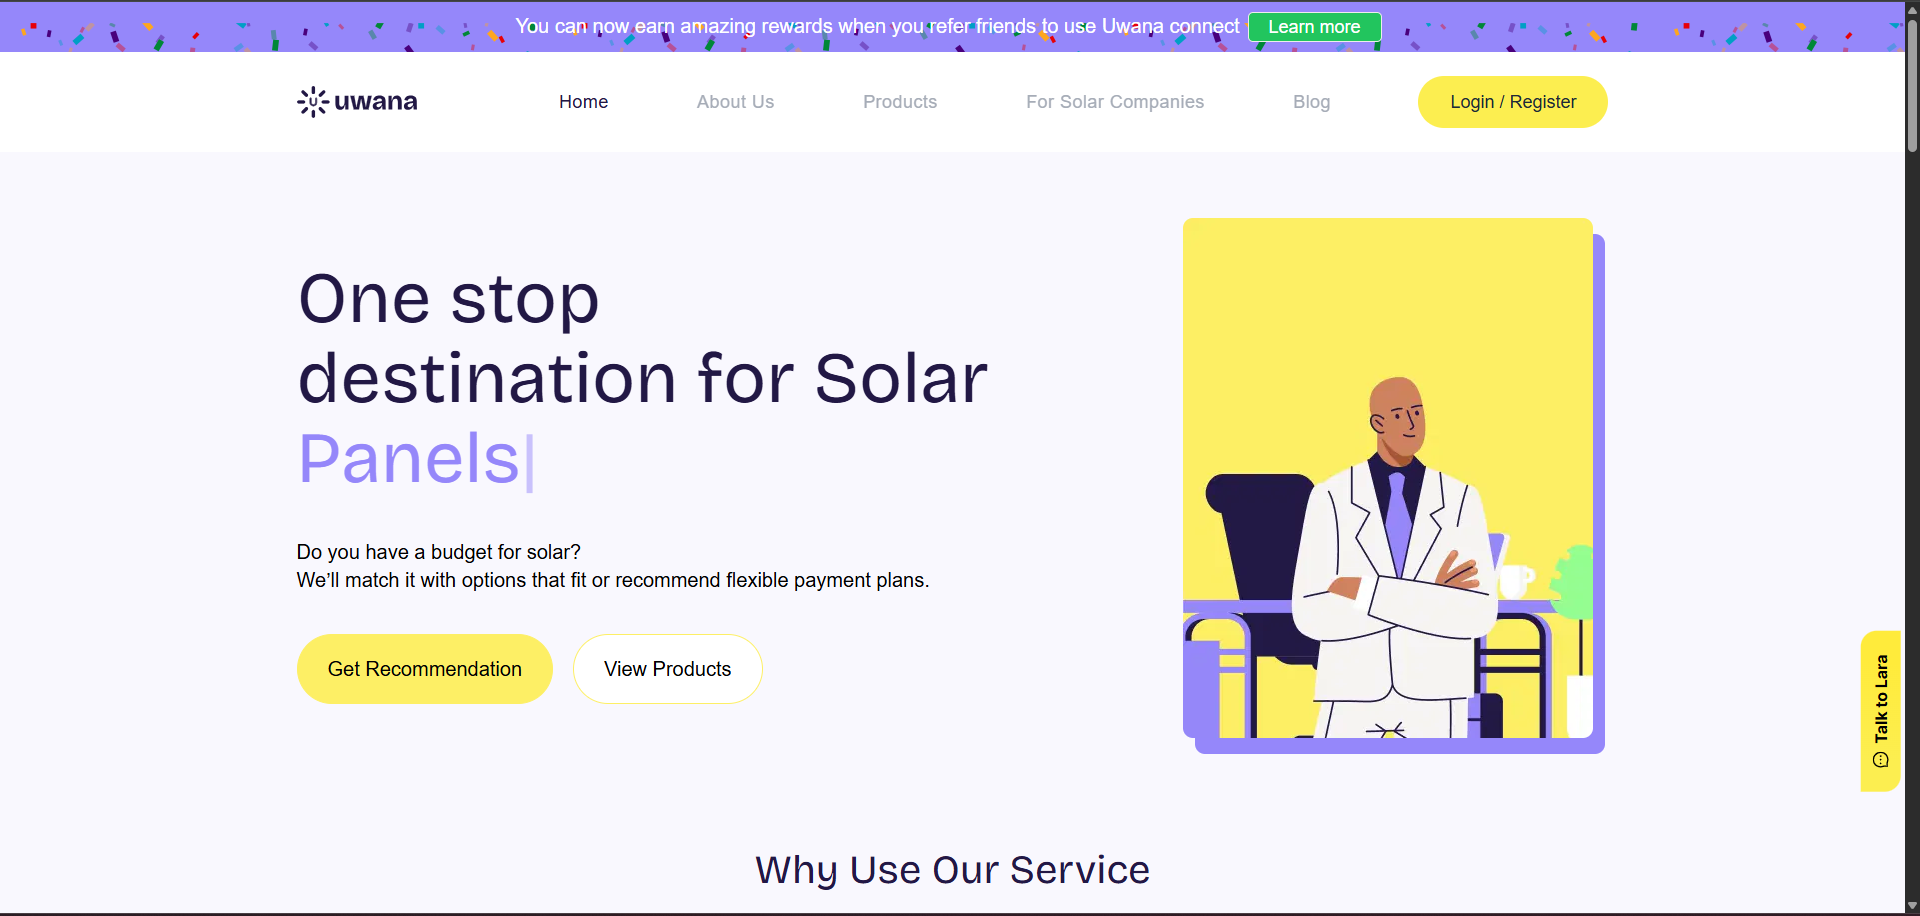 You can now earn amazing rewards when you refer friends to use Uwana connect
Learn more
uwana
Home
About Us
Products
For Solar Companies
Blog
Login / Register
One stop
destination for Solar
Panels|
Do you have a budget for solar?
We’ll match it with options that fit or recommend flexible payment plans.
Get Recommendation
View Products
Talk to Lara
Why Use Our Service